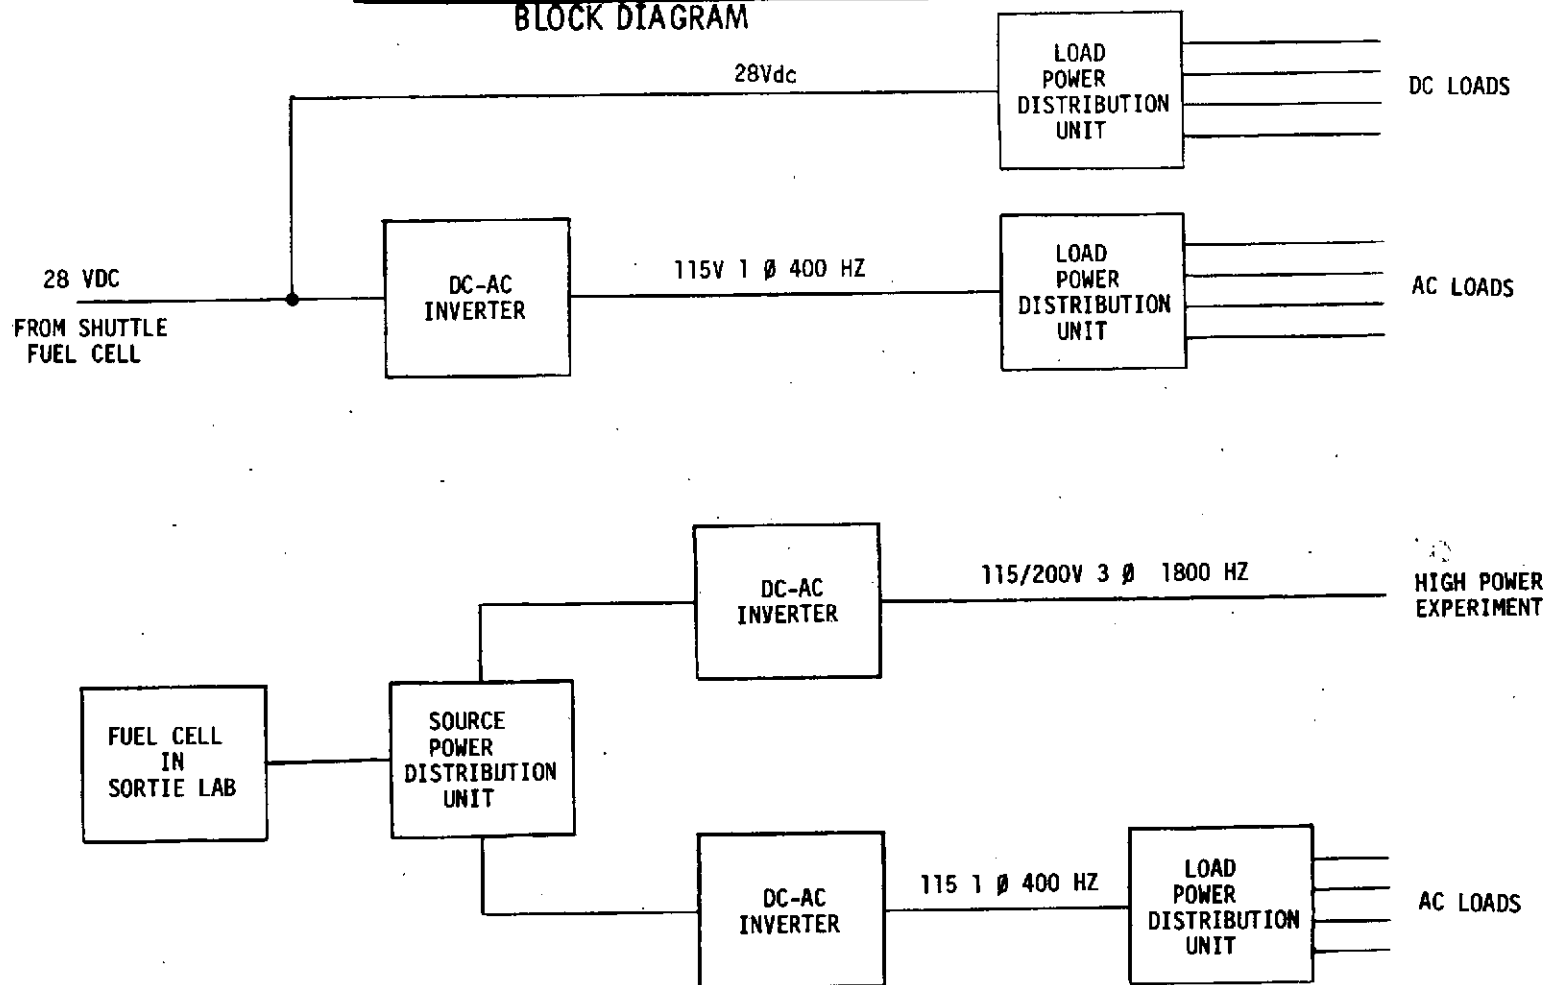 BLOCK DIAGRAM
28Vdc
LOAD
POWER
DISTRIBUTION
UNIT
DC LOADS
28 VDC
FROM SHUTTLE
FUEL CELL
DC-AC
INVERTER
115V 1 Ø 400 HZ
LOAD
POWER
DISTRIBUTION
UNIT
AC LOADS
DC-AC
INVERTER
115/200V 3 Ø 1800 HZ
HIGH POWER
EXPERIMENT
FUEL CELL
IN
SORTIE LAB
SOURCE
POWER
DISTRIBUTION
UNIT
DC-AC
INVERTER
115 1 Ø 400 HZ
LOAD
POWER
DISTRIBUTION
UNIT
AC LOADS